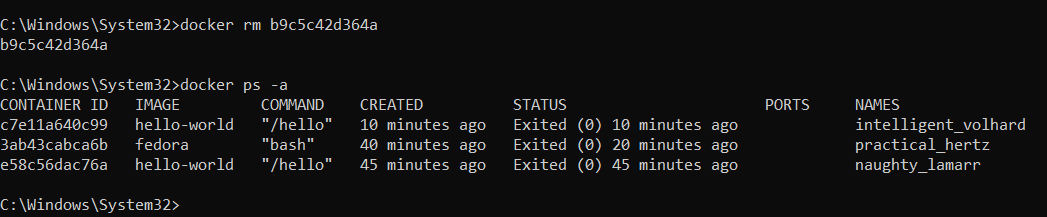 C:\Windows\System32>docker rm b9c5c42d364a
b9c5c42d364a
C:\Windows\System32>docker ps -a
CONTAINER ID   IMAGE         COMMAND    CREATED          STATUS                      PORTS     NAMES
c7e11a640c99   hello-world   "/hello"   10 minutes ago   Exited (0) 10 minutes ago             intelligent_volhard
3ab43cabca6b   fedora        "bash"     40 minutes ago   Exited (0) 20 minutes ago             practical_hertz
e58c56dac76a   hello-world   "/hello"   45 minutes ago   Exited (0) 45 minutes ago             naughty_lamarr
C:\Windows\System32>